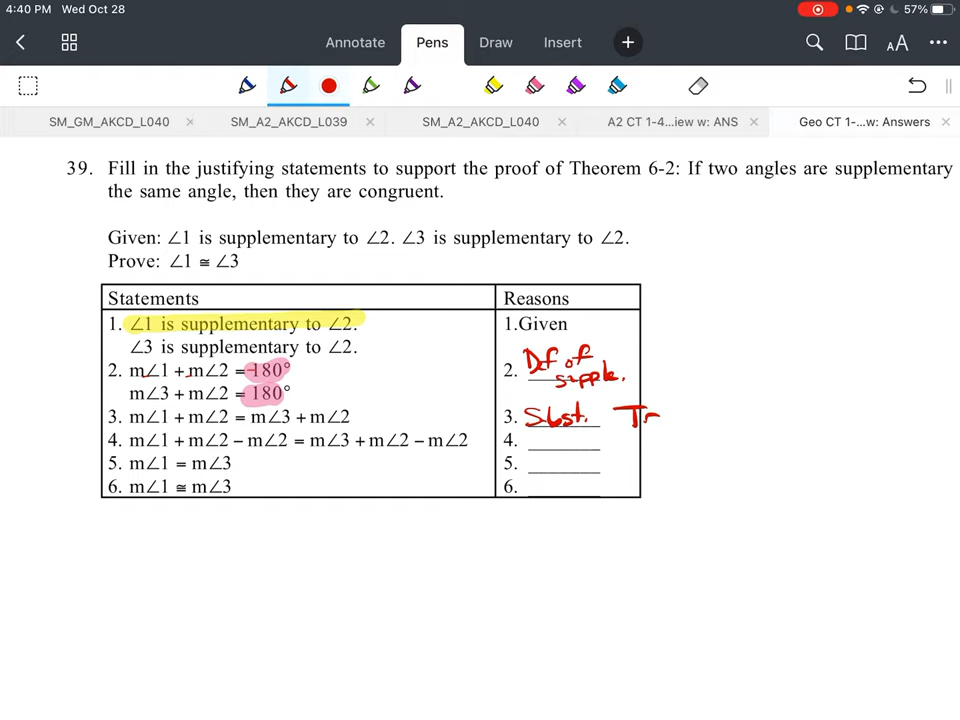 4:40 PM Wed Oct 28
57%
Annotate Pens Draw Insert
AA
SM_GM_AKCD_L040 × SM_A2_AKCD_L039 × SM_A2_AKCD_L040 × A2 CT 1-4...iew w: ANS × Geo CT 1-...w: Answers ×
39. Fill in the justifying statements to support the proof of Theorem 6-2: If two angles are supplementary
the same angle, then they are congruent.
Given: ∠1 is supplementary to ∠2. ∠3 is supplementary to ∠2.
Prove: ∠1 ≅ ∠3
Statements Reasons
1. ∠1 is supplementary to ∠2. 1.Given
∠3 is supplementary to ∠2.
2. m∠1 + m∠2 = 180° 2. Def of
supple.
m∠3 + m∠2 = 180°
3. m∠1 + m∠2 = m∠3 + m∠2 3. Sbst. Tr
4. m∠1 + m∠2 − m∠2 = m∠3 + m∠2 − m∠2 4.
5. m∠1 = m∠3 5.
6. m∠1 ≅ m∠3 6.